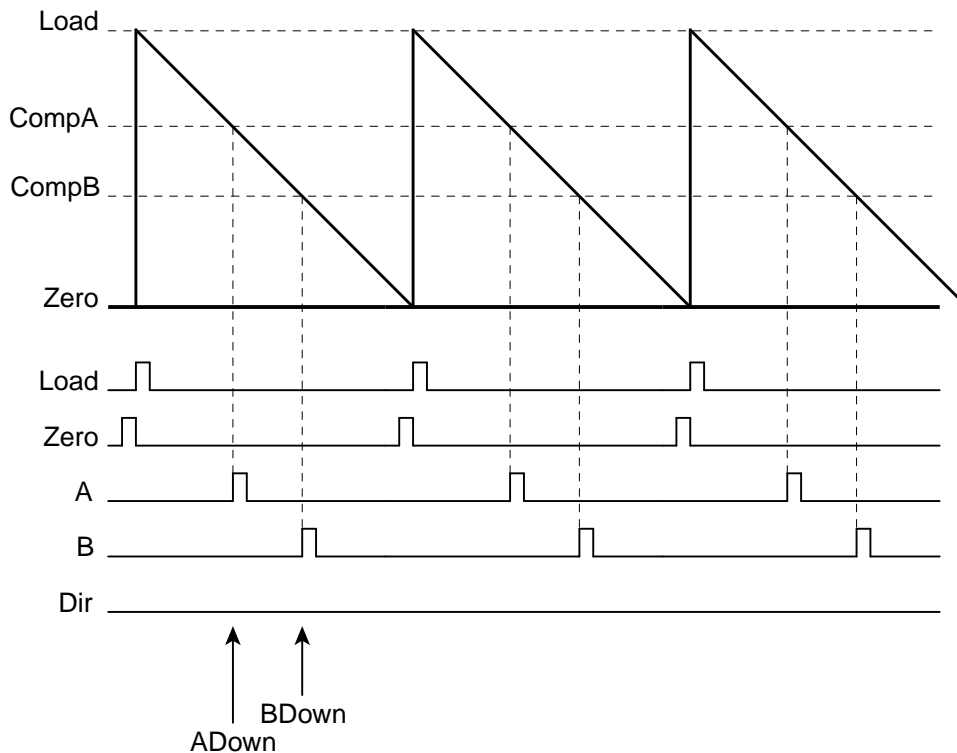 Load
CompA
CompB
Zero
Load
Zero
A
B
Dir
BDown
ADown